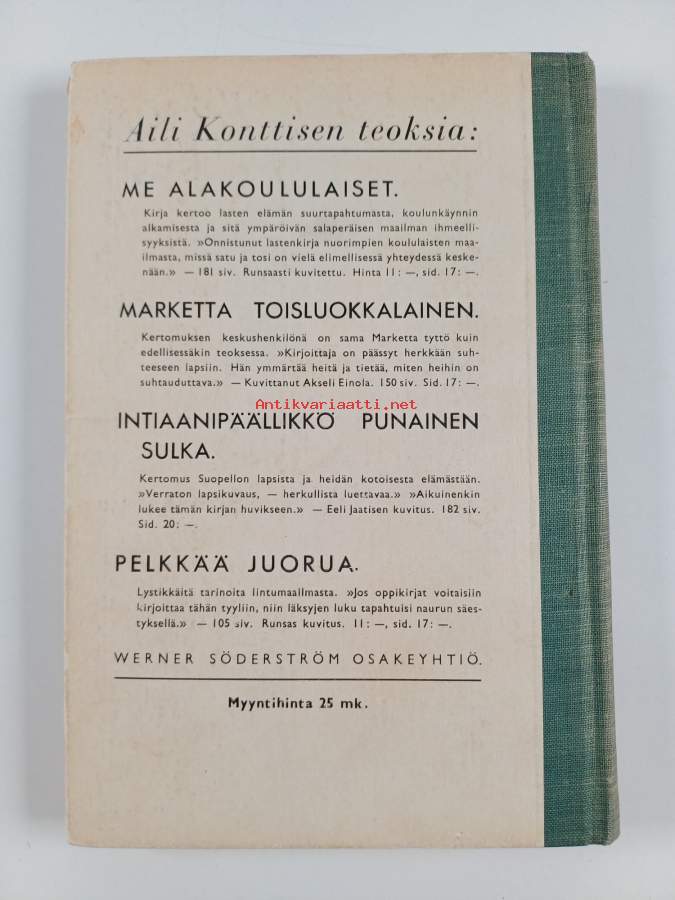 Aili Konttisen teoksia:
ME ALAKOULULAISET.
Kirja kertoo lasten elämän suurtapahtumasta, koulunkäynnin
alkamisesta ja sitä ympäröivän salaperäisen maailman ihmeelli-
syyksistä. »Onnistunut lastenkirja nuorimpien koululaisten maa-
ilmasta, missä satu ja tosi on vielä elimellisessä yhteydessä keske-
nään.» — 181 siv. Runsaasti kuvitettu. Hinta 11: —, sid. 17: —.
MARKETTA TOISLUOKKALAINEN.
Kertomuksen keskushenkilönä on sama Marketta tyttö kuin
edellisessäkin teoksessa. »Kirjoittaja on päässyt herkkään suh-
teeseen lapsiin. Hän ymmärtää heitä ja tietää, miten heihin on
suhtauduttava.» — Kuvittanut Akseli Einola. 150 siv. Sid. 17: —.
Antikvariaatti.net
INTIAANIPÄÄLLIKKÖ PUNAINEN
SULKA.
Kertomus Suopellon lapsista ja heidän kotoisesta elämästään.
»Verraton lapsikuvaus, — herkullista luettavaa.» »Aikuinenkin
lukee tämän kirjan huvikseen.» — Eeli Jaatisen kuvitus. 182 siv.
Sid. 20: —.
PELKKÄÄ JUORUA.
Lystikkäitä tarinoita lintumaailmasta. »Jos oppikirjat voitaisiin
kirjoittaa tähän tyyliin, niin läksyjen luku tapahtuisi naurun säes-
tyksellä.» — 105 siv. Runsas kuvitus. 11: —, sid. 17: —.
WERNER SÖDERSTRÖM OSAKEYHTIÖ.
Myyntihinta 25 mk.